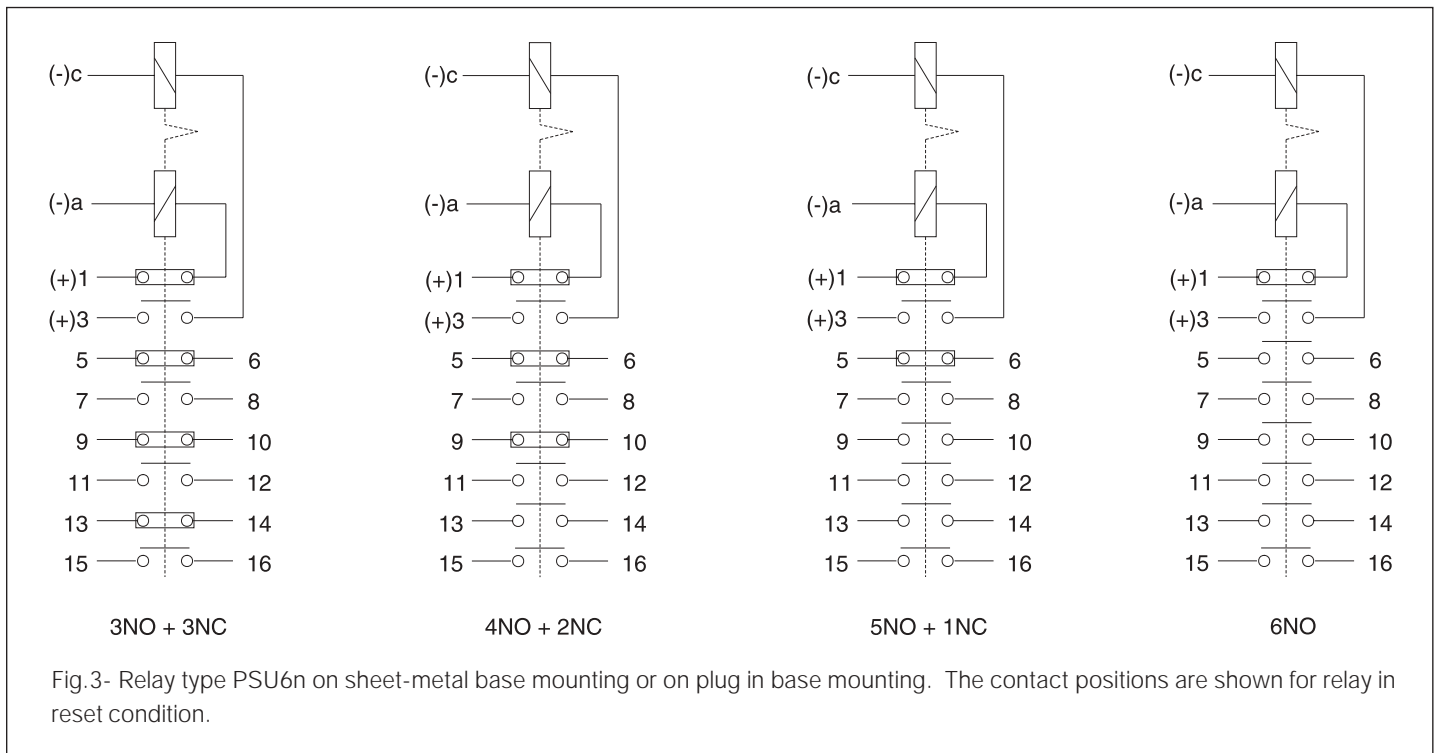 (-)c (-)c (-)c (-)c
(-)a (-)a (-)a (-)a
(+)1 (+)1 (+)1 (+)1
(+)3 (+)3 (+)3 (+)3
5 6 5 6 5 6 5 6
7 8 7 8 7 8 7 8
9 10 9 10 9 10 9 10
11 12 11 12 11 12 11 12
13 14 13 14 13 14 13 14
15 16 15 16 15 16 15 16
3NO + 3NC 4NO + 2NC 5NO + 1NC 6NO
Fig.3- Relay type PSU6n on sheet-metal base mounting or on plug in base mounting. The contact positions are shown for relay in
reset condition.